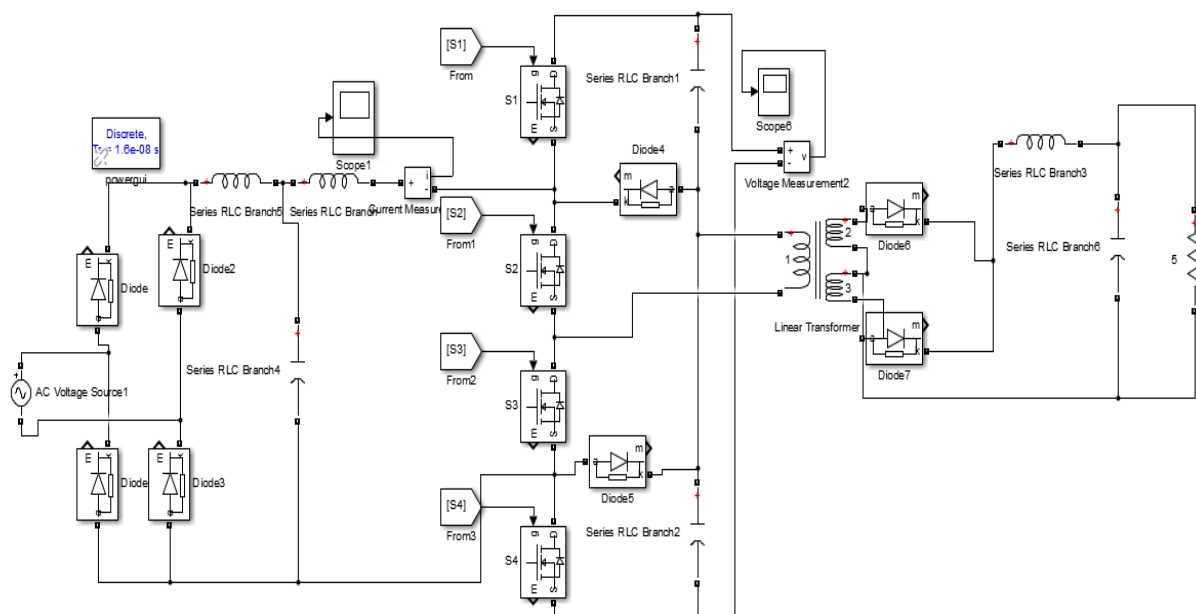 [S1]
From
g
D
S1
E
S
Series RLC Branch1
Discrete,
1.6e-08 s
powergui
Scope1
i
+
-
Current Measure
Series RLC Branch5
Series RLC Branch
Diode4
m
a
k
Scope6
+
-
v
Voltage Measurement2
[S2]
From1
g
D
S2
E
S
1
2
3
Linear Transformer
a
m
k
Diode6
a
m
k
Diode7
Series RLC Branch3
Series RLC Branch6
5
E
Diode
E
Diode2
AC Voltage Source1
Series RLC Branch4
[S3]
From2
g
D
S3
E
S
E
Diode
E
Diode3
a
m
k
Diode5
[S4]
From3
g
D
S4
E
S
Series RLC Branch2